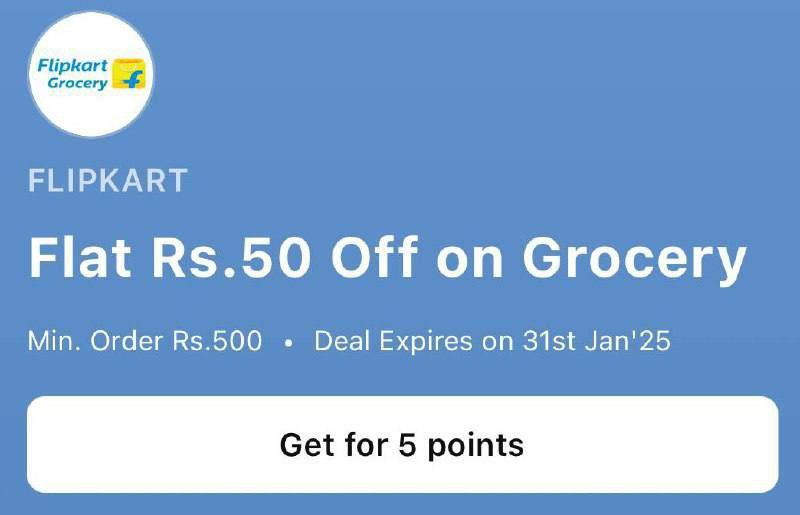 Flipkart
Grocery
FLIPKART
Flat Rs.50 Off on Grocery
Min. Order Rs.500 • Deal Expires on 31st Jan'25
Get for 5 points